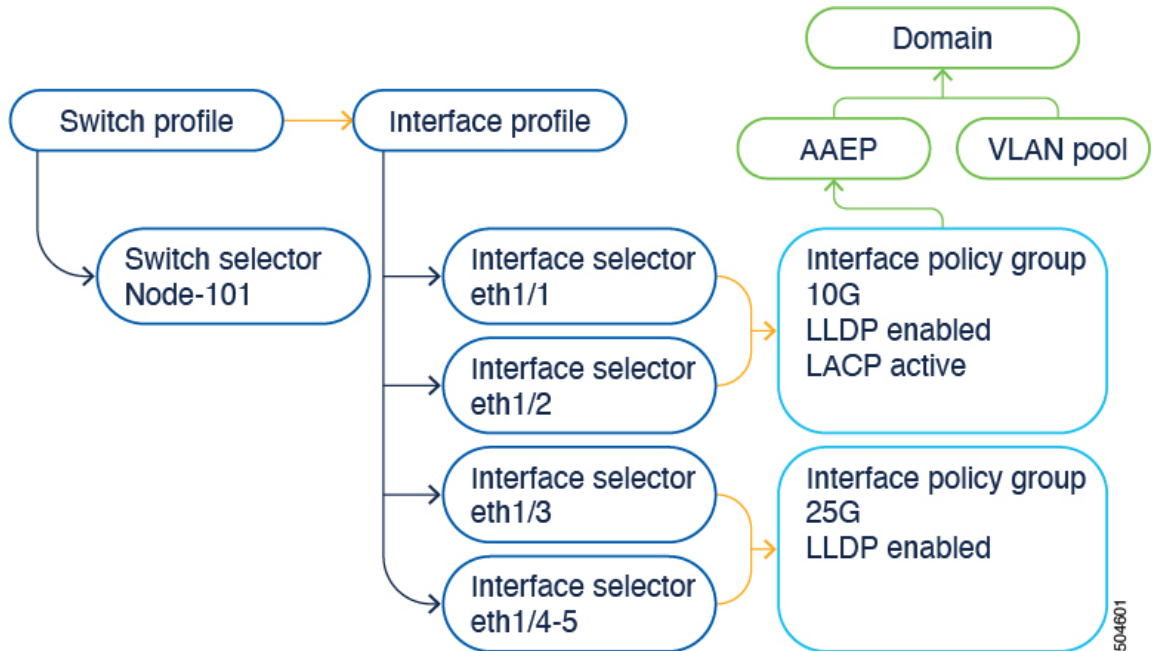 Domain
Switch profile
Interface profile
AAEP
VLAN pool
Switch selector
Node-101
Interface selector
eth1/1
Interface selector
eth1/2
Interface selector
eth1/3
Interface selector
eth1/4-5
Interface policy group
10G
LLDP enabled
LACP active
Interface policy group
25G
LLDP enabled
504601